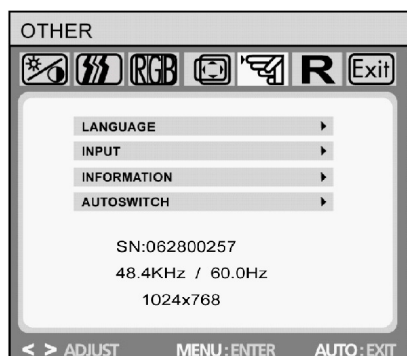 OTHER
RGB R Exit
LANGUAGE
INPUT
INFORMATION
AUTOSWITCH
SN:062800257
48.4KHz / 60.0Hz
1024x768
< > ADJUST MENU : ENTER AUTO : EXIT